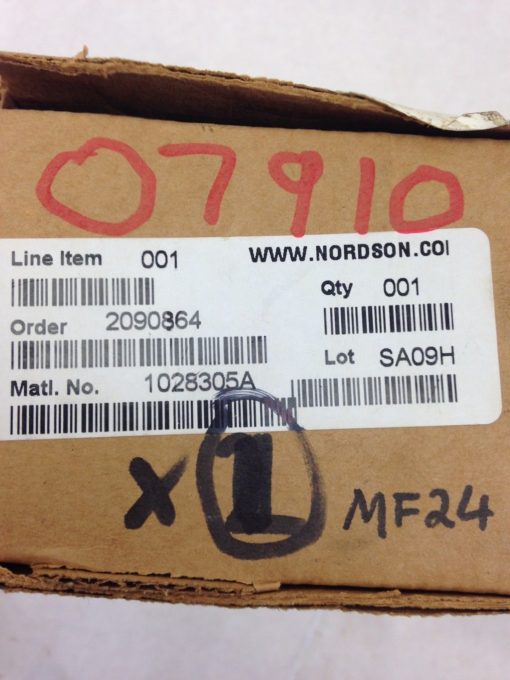 07910
Line Item 001 WWW.NORDSON.CO
Qty 001
Order 2090864
Lot SA09H
Matl. No. 1028305A
X 1 MF24